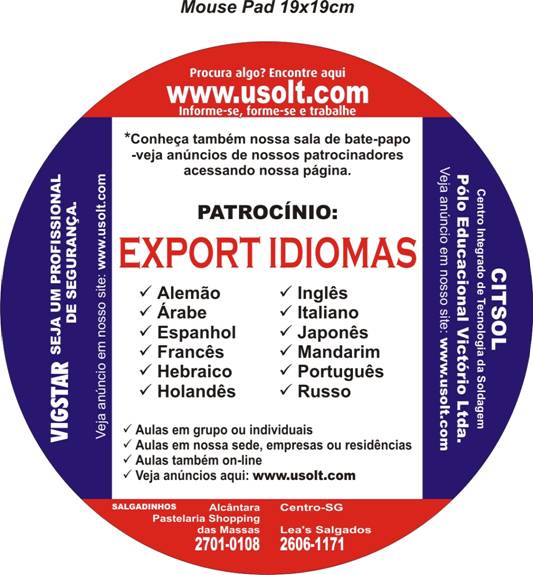 Mouse Pad 19x19cm
Procura algo? Encontre aqui
www.usolt.com
Informe-se, forme-se e trabalhe
*Conheça também nossa sala de bate-papo
-veja anúncios de nossos patrocinadores
acessando nossa página.
PATROCÍNIO:
EXPORT IDIOMAS
✓ Alemão
✓ Árabe
✓ Espanhol
✓ Francês
✓ Hebraico
✓ Holandês
✓ Inglês
✓ Italiano
✓ Japonês
✓ Mandarim
✓ Português
✓ Russo
✓ Aulas em grupo ou individuais
✓ Aulas em nossa sede, empresas ou residências
✓ Aulas também on-line
✓ Veja anúncios aqui: www.usolt.com
VIGSTAR SEJA UM PROFISSIONAL
DE SEGURANÇA.
Veja anúncio em nosso site: www.usolt.com
CITSOL
Centro Integrado de Tecnologia da Soldagem
Pólo Educacional Victório Ltda.
Veja anúncio em nosso site: www.usolt.com
SALGADINHOS
Alcântara
Pastelaria Shopping
das Massas
2701-0108
Centro-SG
Lea's Salgados
2606-1171